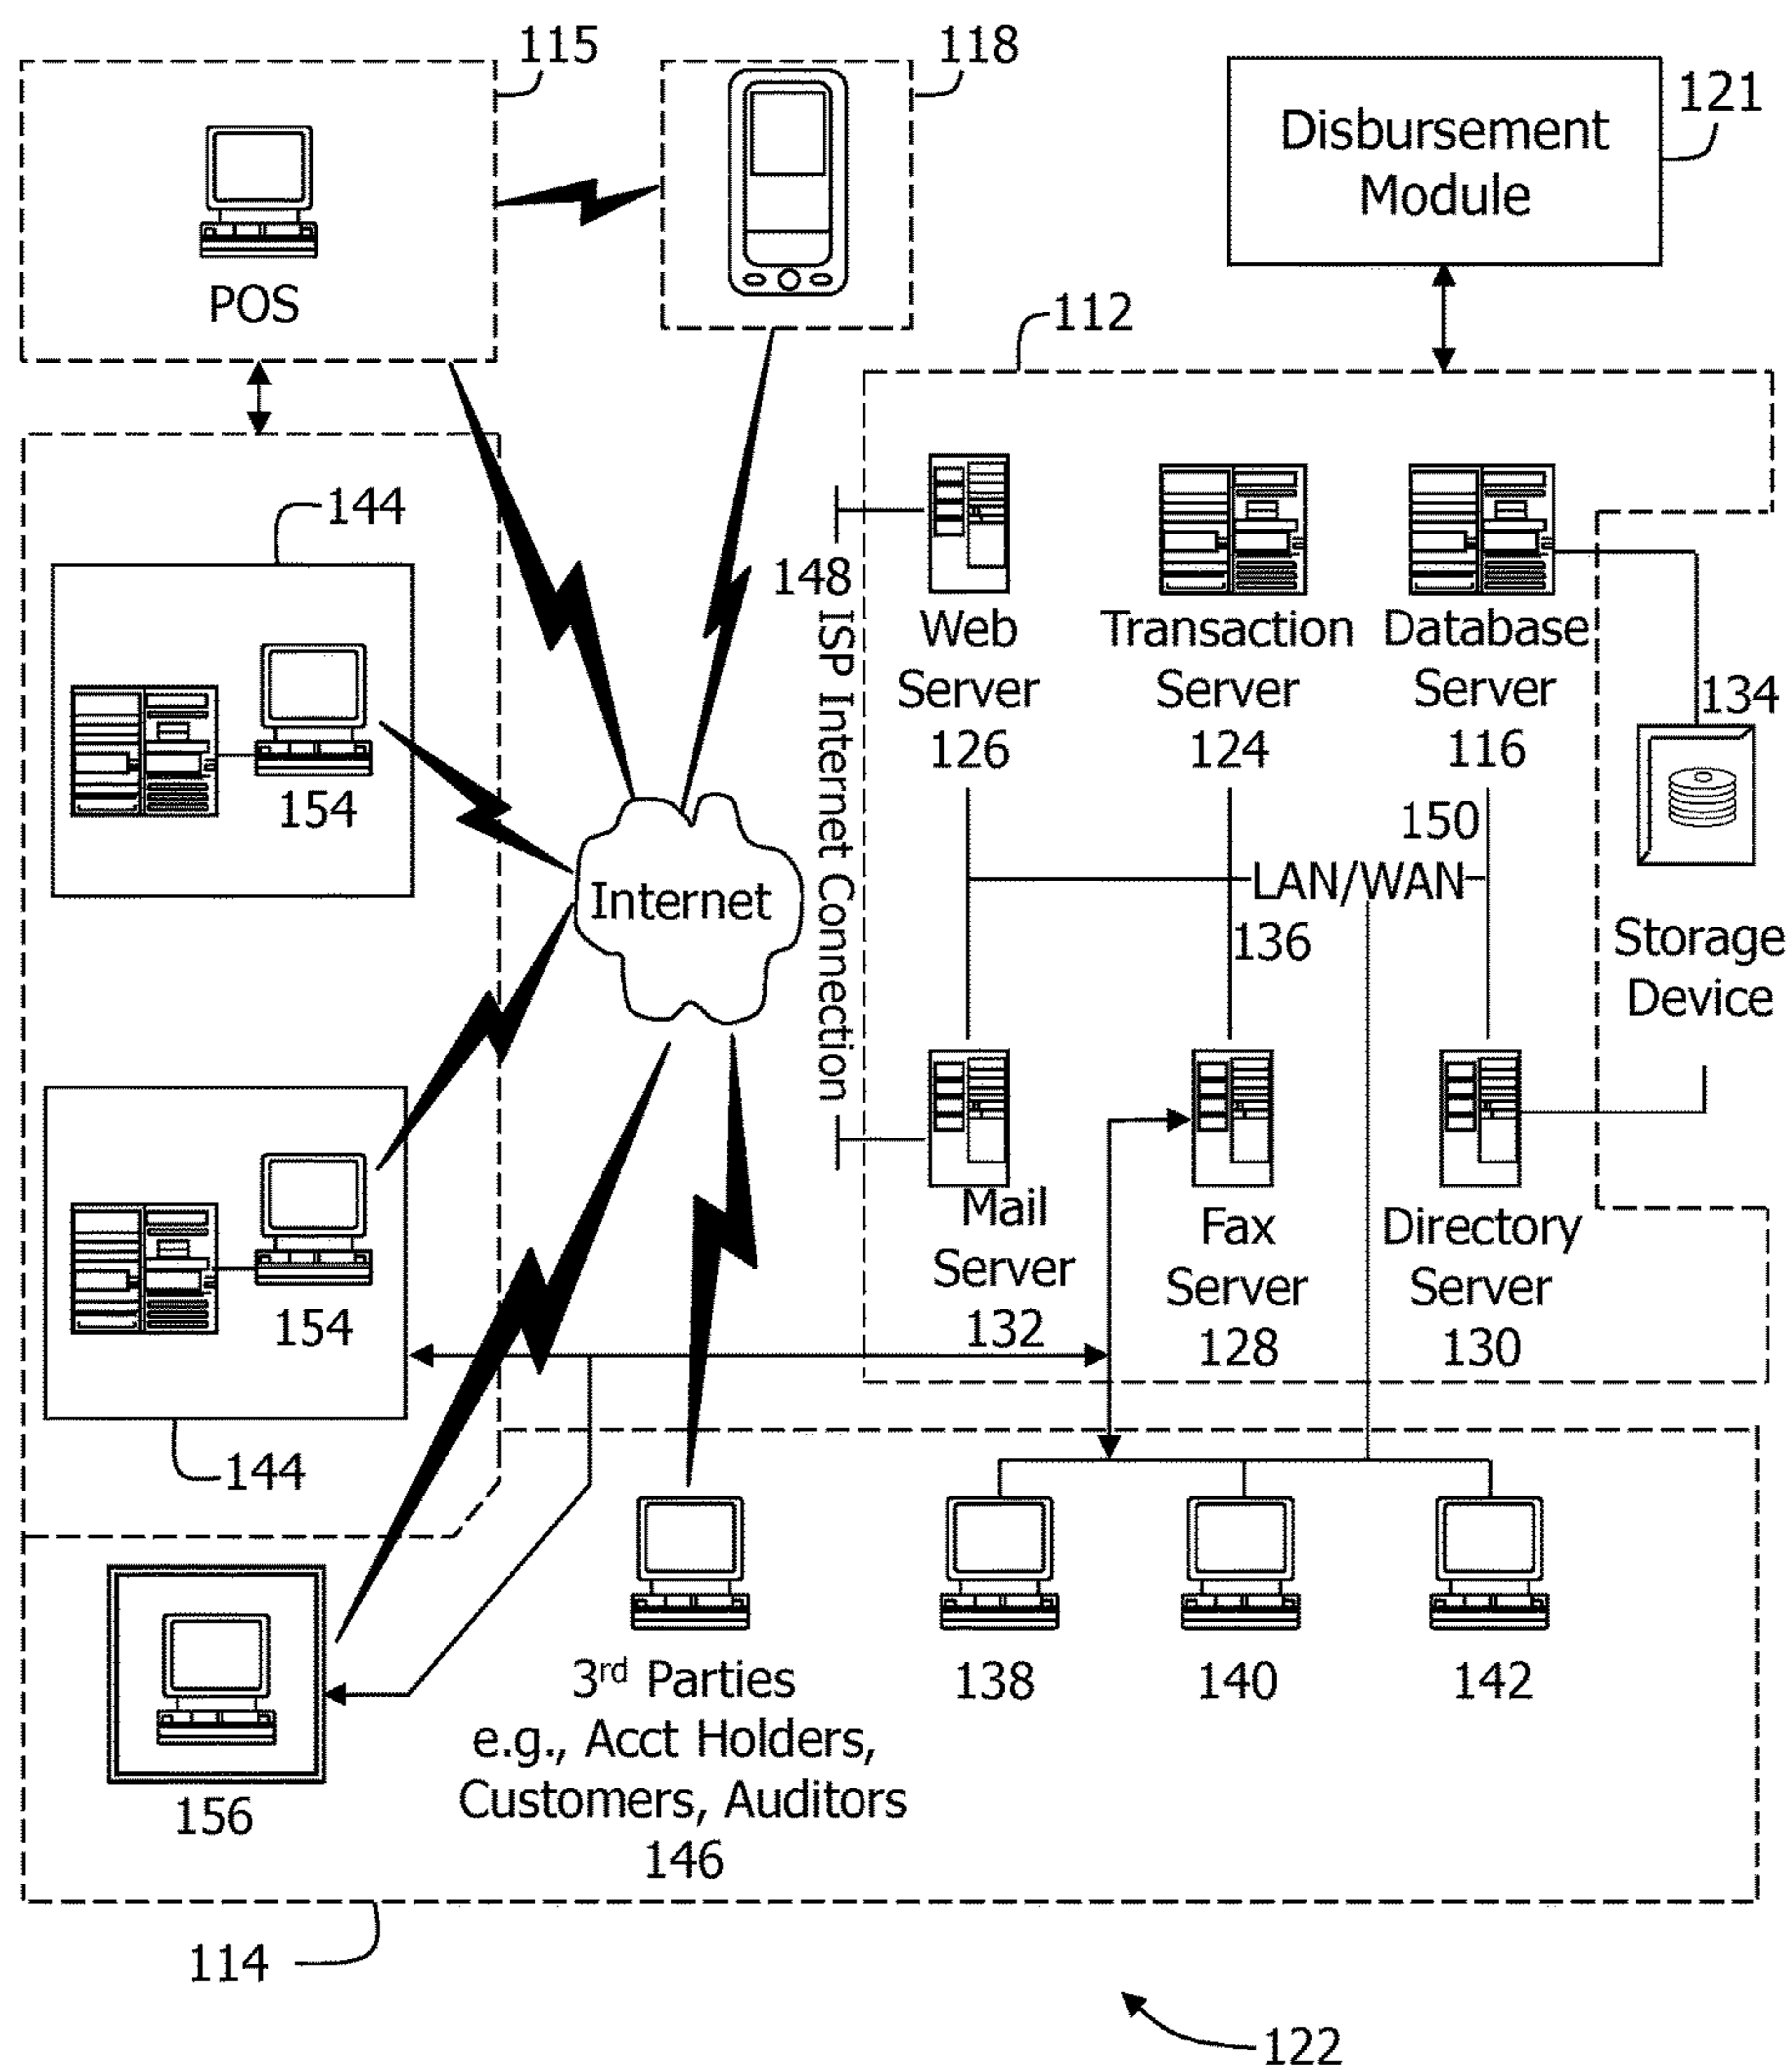 115
118
121
Disbursement
Module
POS
112
144
148
ISP Internet Connection
Web
Server
126
Transaction
Server
124
Database
Server
116
134
154
150
Internet
LAN/WAN
136
Storage
Device
154
144
Mail
Server
132
Fax
Server
128
Directory
Server
130
156
3rd Parties
e.g., Acct Holders,
Customers, Auditors
146
138
140
142
114
122